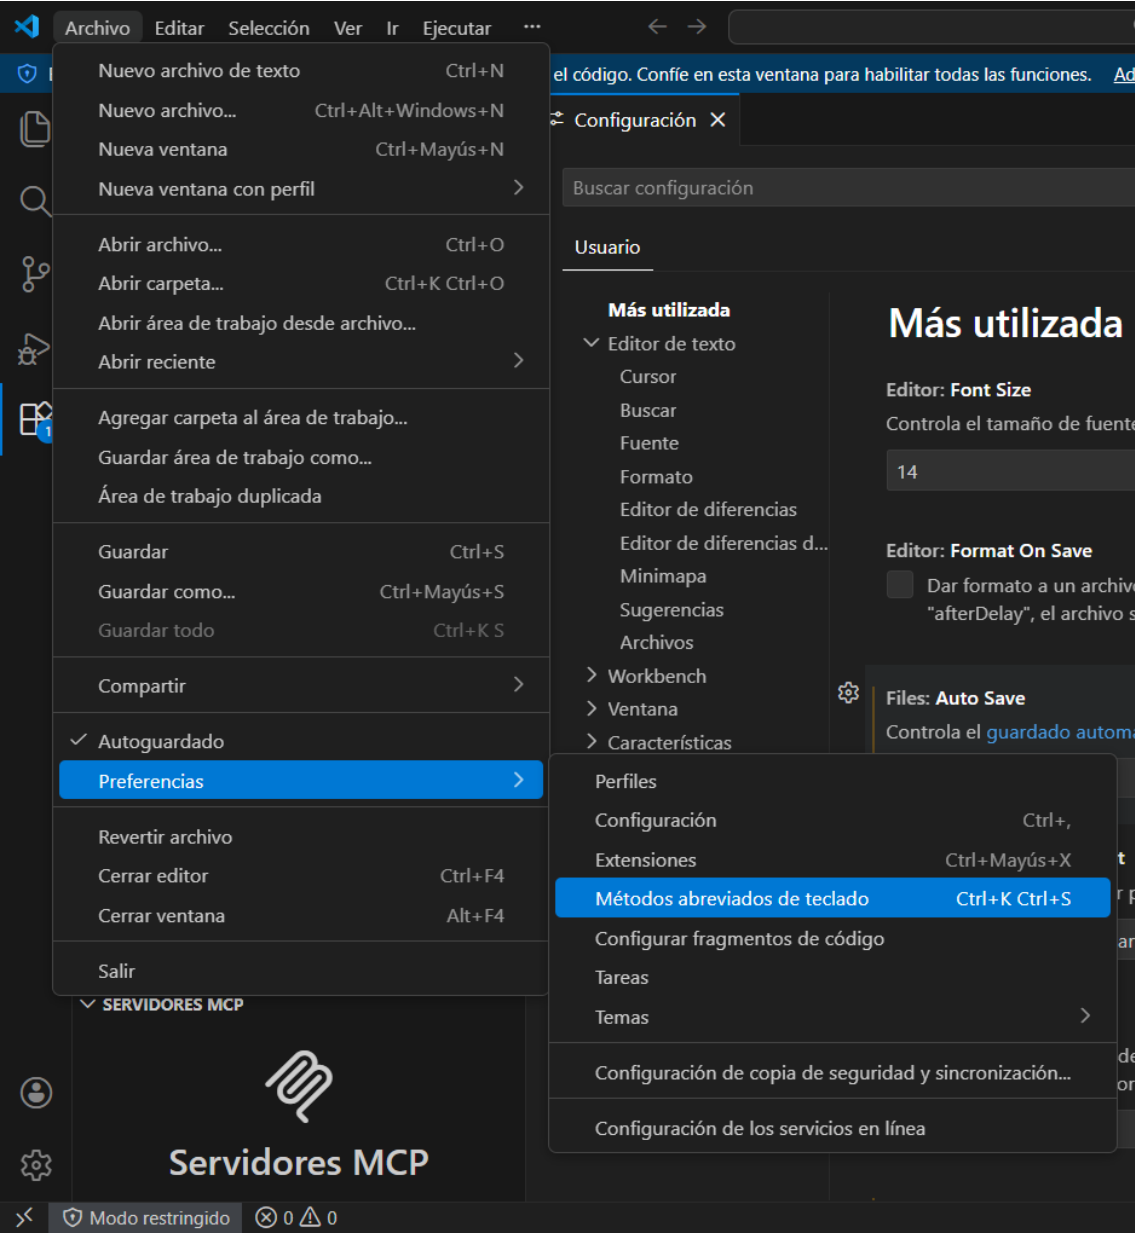 Archivo Editar Selección Ver Ir Ejecutar ···
el código. Confíe en esta ventana para habilitar todas las funciones.
Nuevo archivo de texto Ctrl+N
Nuevo archivo... Ctrl+Alt+Windows+N
Nueva ventana Ctrl+Mayús+N
Nueva ventana con perfil
Abrir archivo... Ctrl+O
Abrir carpeta... Ctrl+K Ctrl+O
Abrir área de trabajo desde archivo...
Abrir reciente
Agregar carpeta al área de trabajo...
Guardar área de trabajo como...
Área de trabajo duplicada
Guardar Ctrl+S
Guardar como... Ctrl+Mayús+S
Guardar todo Ctrl+K S
Compartir
Autoguardado
Preferencias
Revertir archivo
Cerrar editor Ctrl+F4
Cerrar ventana Alt+F4
Salir
Configuración
Buscar configuración
Usuario
Más utilizada
Editor de texto
Cursor
Buscar
Fuente
Formato
Editor de diferencias
Editor de diferencias d...
Minimapa
Sugerencias
Archivos
Workbench
Ventana
Características
Más utilizada
Editor: Font Size
Controla el tamaño de fuente
14
Editor: Format On Save
Dar formato a un archivo
"afterDelay", el archivo s
Files: Auto Save
Controla el guardado automá
Perfiles
Configuración Ctrl+,
Extensiones Ctrl+Mayús+X
Métodos abreviados de teclado Ctrl+K Ctrl+S
Configurar fragmentos de código
Tareas
Temas
Configuración de copia de seguridad y sincronización...
Configuración de los servicios en línea
SERVIDORES MCP
Servidores MCP
1
Modo restringido 0 0